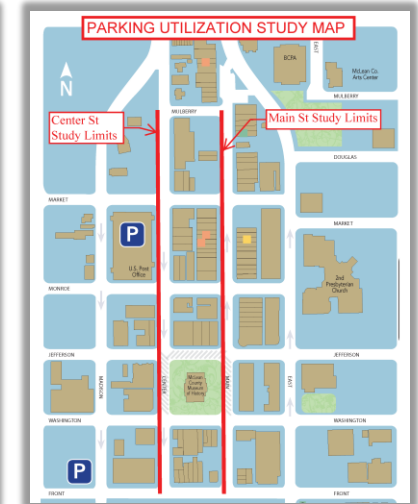 PARKING UTILIZATION STUDY MAP
BCPA
EAST
McLean Co.
Arts Center
N
MULBERRY
MULBERRY
Center St
Study Limits
Main St Study Limits
DOUGLAS
MARKET
MARKET
P
U.S. Post
Office
2nd
Presbyterian
Church
MONROE
JEFFERSON
JEFFERSON
MADISON
CENTER
McLean
County
Museum
of History
MAIN
EAST
WASHINGTON
WASHINGTON
P
FRONT
FRONT